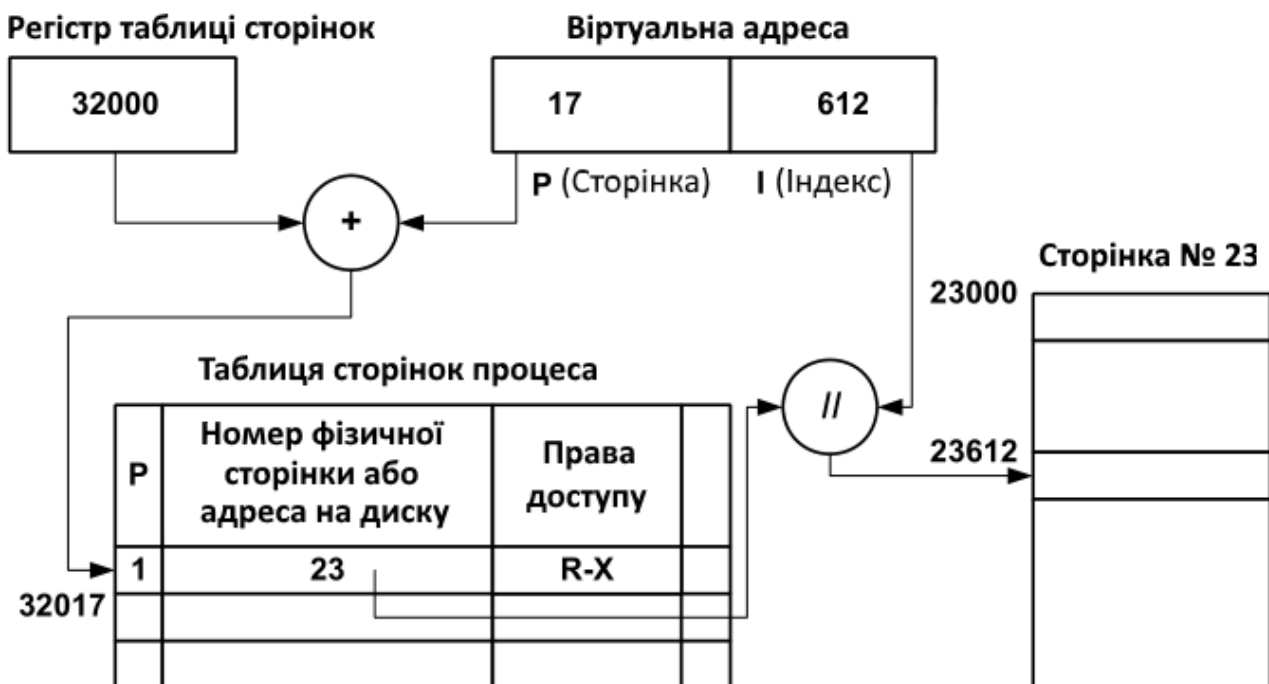 Регістр таблиці сторінок
Віртуальна адреса
32000
17
612
P (Сторінка)
I (Індекс)
+
Сторінка № 23
23000
Таблиця сторінок процеса
//
P
Номер фізичної
сторінки або
адреса на диску
Права
доступу
23612
1
23
R-X
32017